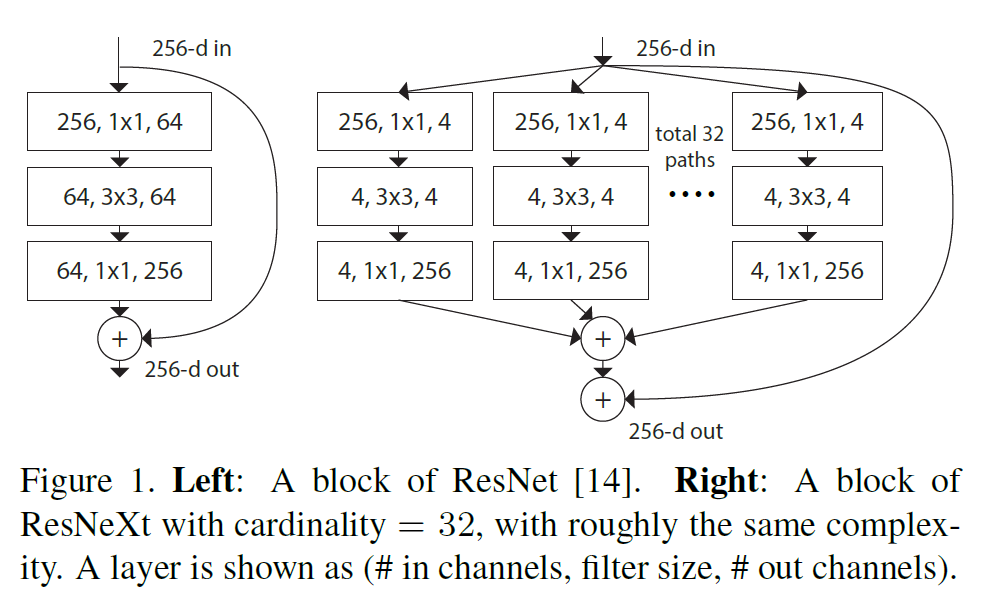 256-d in
256, 1x1, 64
64, 3x3, 64
64, 1x1, 256
+
256-d out
256-d in
256, 1x1, 4
256, 1x1, 4
total 32
paths
....
256, 1x1, 4
4, 3x3, 4
4, 3x3, 4
4, 3x3, 4
4, 1x1, 256
4, 1x1, 256
4, 1x1, 256
+
+
256-d out
Figure 1. Left: A block of ResNet [14]. Right: A block of
ResNeXt with cardinality = 32, with roughly the same complex-
ity. A layer is shown as (# in channels, filter size, # out channels).